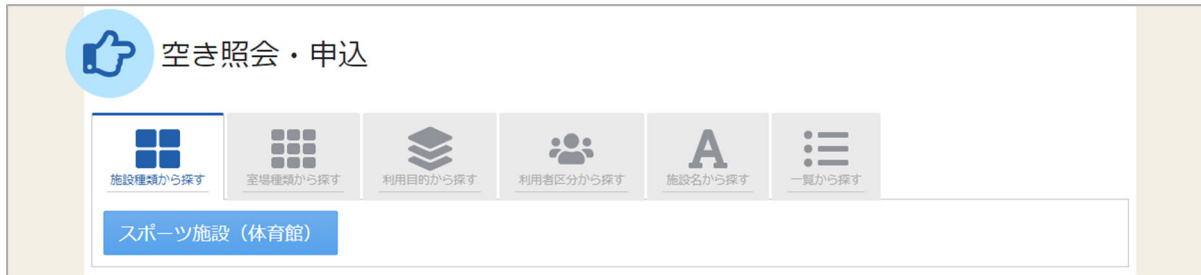 空き照会・申込
施設種類から探す
室場種類から探す
利用目的から探す
利用者区分から探す
施設名から探す
一覧から探す
スポーツ施設（体育館）